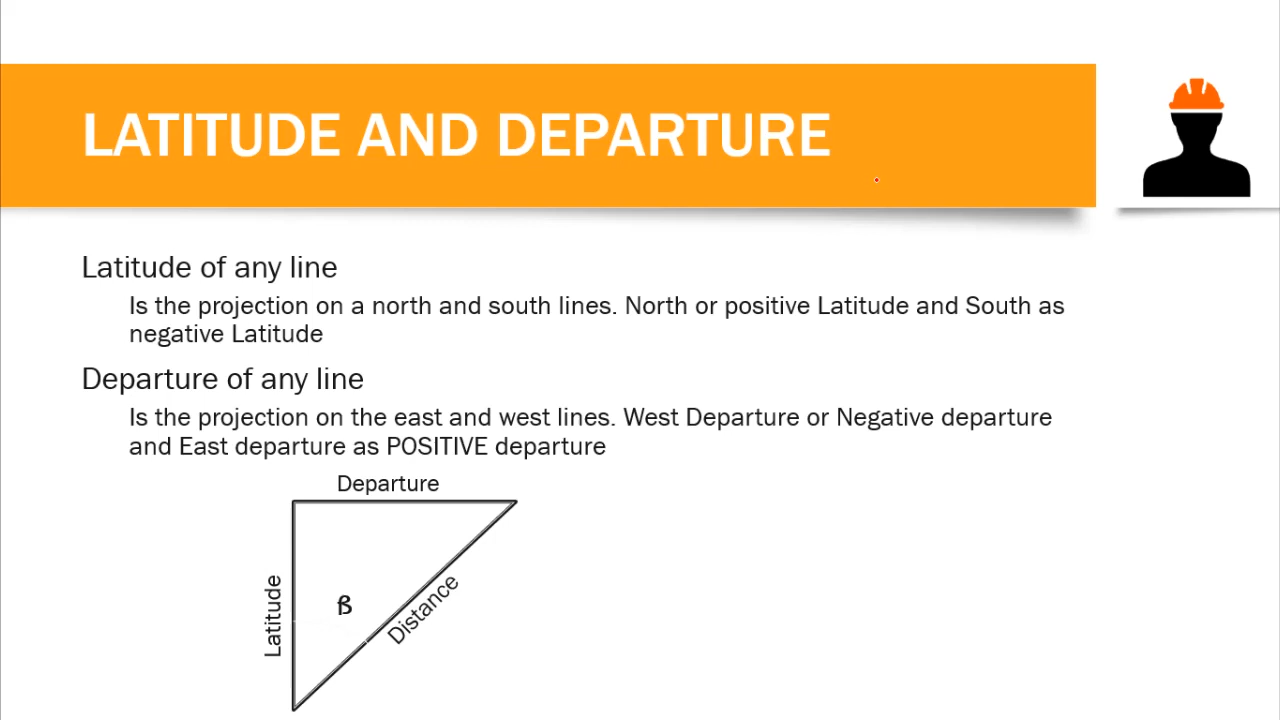 LATITUDE AND DEPARTURE
Latitude of any line
Is the projection on a north and south lines. North or positive Latitude and South as
negative Latitude
Departure of any line
Is the projection on the east and west lines. West Departure or Negative departure
and East departure as POSITIVE departure
Departure
Latitude
ß
Distance